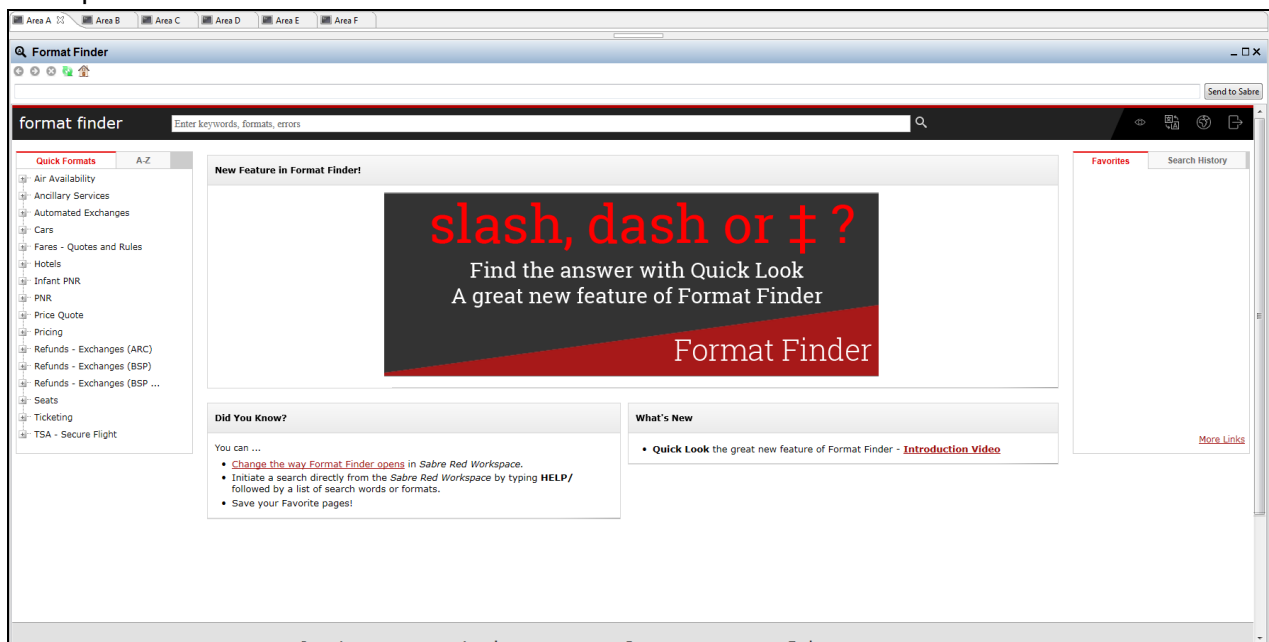 Area A
Area B
Area C
Area D
Area E
Area F
Format Finder
Send to Sabre
format finder
Enter keywords, formats, errors
Quick Formats
A-Z
Air Availability
Ancillary Services
Automated Exchanges
Cars
Fares - Quotes and Rules
Hotels
Infant PNR
PNR
Price Quote
Pricing
Refunds - Exchanges (ARC)
Refunds - Exchanges (BSP)
Refunds - Exchanges (BSP ...
Seats
Ticketing
TSA - Secure Flight
New Feature in Format Finder!
slash, dash or ‡ ?
Find the answer with Quick Look
A great new feature of Format Finder
Format Finder
Did You Know?
You can ...
• Change the way Format Finder opens in Sabre Red Workspace.
• Initiate a search directly from the Sabre Red Workspace by typing HELP/
followed by a list of search words or formats.
• Save your Favorite pages!
What's New
• Quick Look the great new feature of Format Finder - Introduction Video
Favorites
Search History
More Links